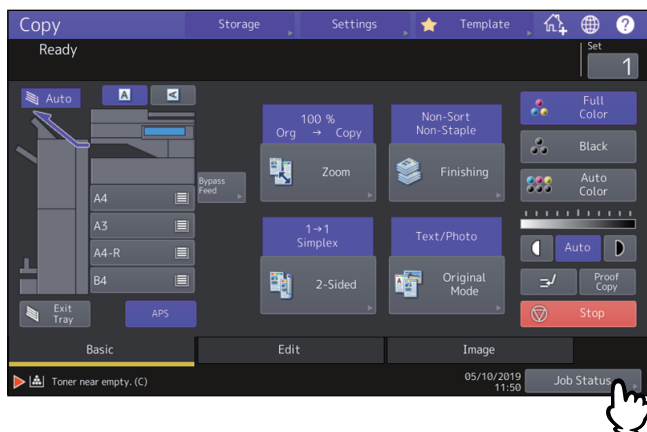 Copy
Storage
Settings
Template
?
Ready
Set
1
Auto
A
A
100 %
Org → Copy
Non-Sort
Non-Staple
Full
Color
Zoom
Finishing
Black
Bypass
Feed
Auto
Color
A4
A3
A4-R
B4
1→1
Simplex
Text/Photo
Auto
2-Sided
Original
Mode
Proof
Copy
Exit
Tray
APS
Stop
Basic
Edit
Image
Toner near empty. (C)
05/10/2019
11:50
Job Status